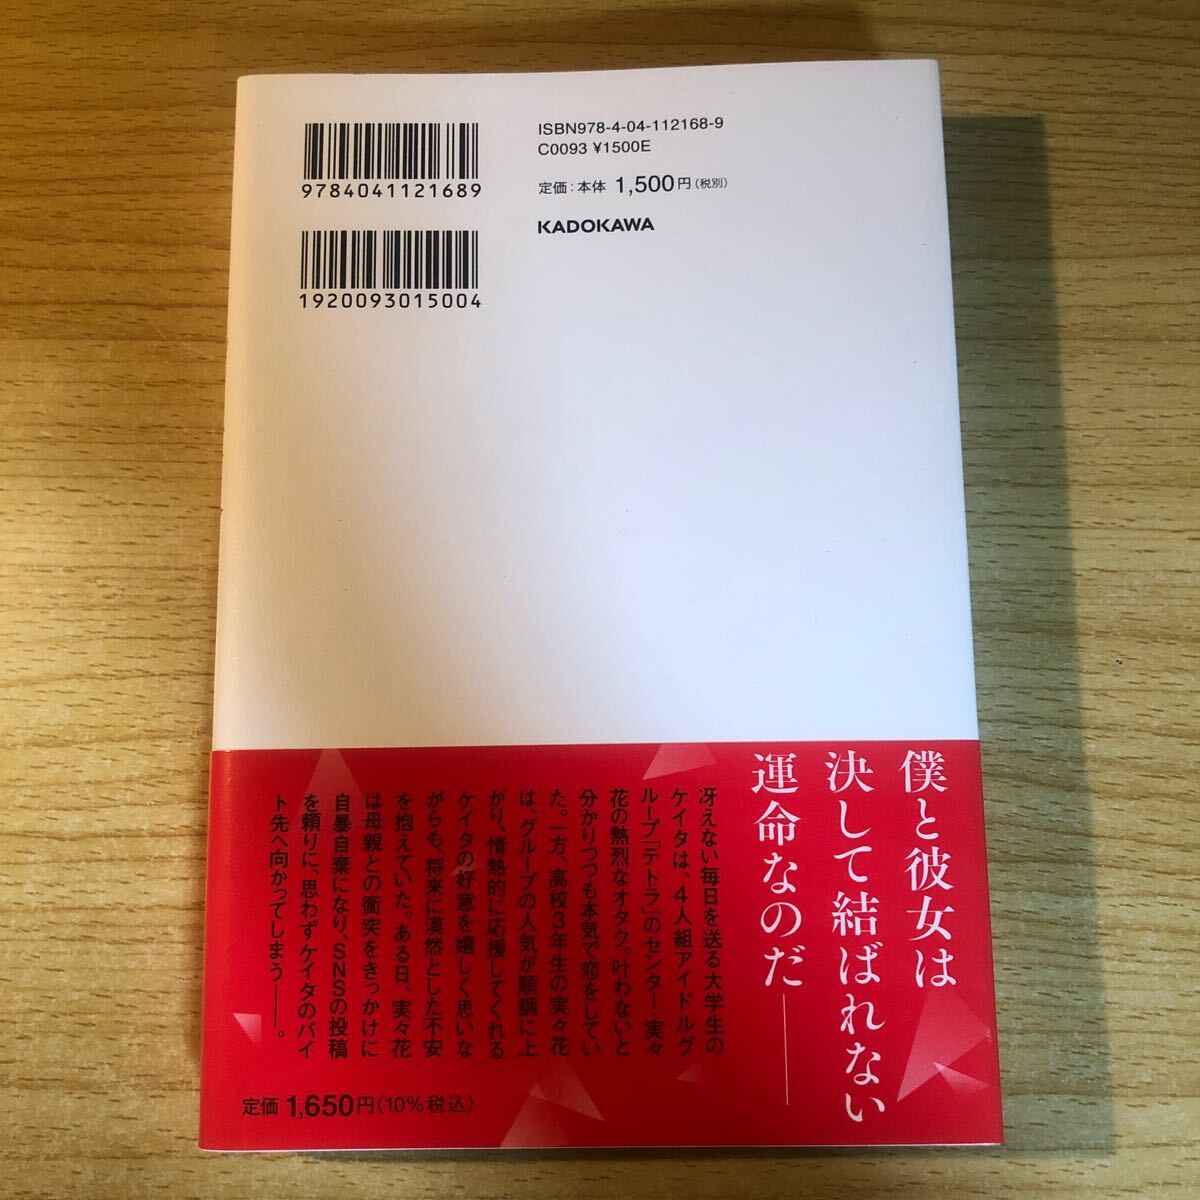 9784041121689
1920093015004
ISBN978-4-04-112168-9
C0093 ¥1500E
定価:本体 1,500円(税別)
KADOKAWA
僕と彼女は
決して結ばれない
運命なのだ――
冴えない毎日を送る大学生の
ケイタは、4人組アイドルグ
ループ「テトラ」のセンター・実々
花の熱烈なオタク。叶わないと
分かりつつも本気で恋をしてい
た。一方、高校3年生の実々花
は、グループの人気が順調に上
がり、情熱的に応援してくれる
ケイタの好意を嬉しく思いな
がらも、将来に漠然とした不安
を抱えていた。ある日、実々花
は母親との衝突をきっかけに
自暴自棄になり、SNSの投稿
を頼りに、思わずケイタのバイ
ト先へ向かってしまう――。
定価 1,650円(10%税込)